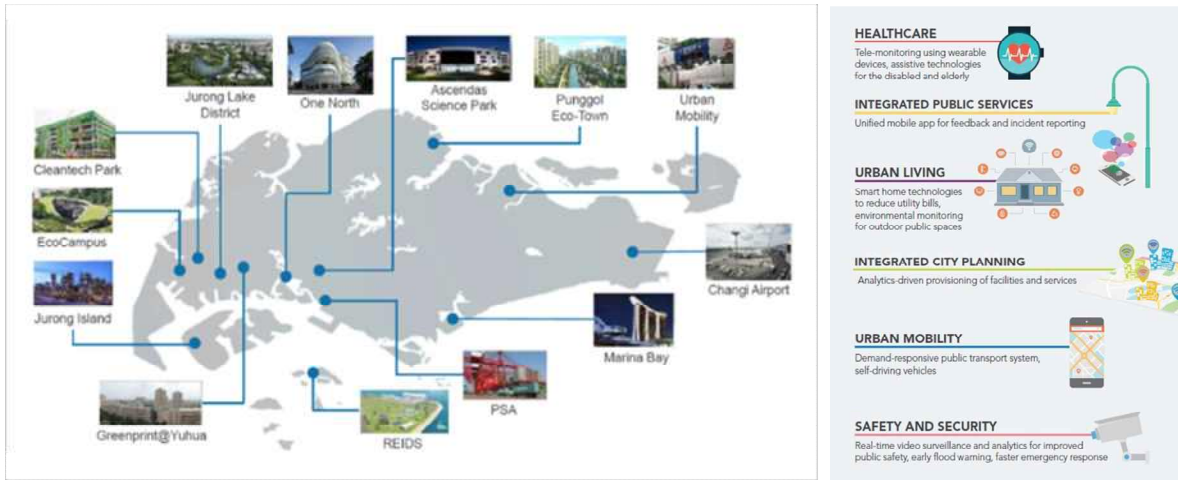 Jurong Lake
District
One North
Ascendas
Science Park
Punggol
Eco-Town
Urban
Mobility
Cleantech Park
EcoCampus
Jurong Island
Changi Airport
Marina Bay
PSA
REIDS
Greenprint@Yuhua
HEALTHCARE
Tele-monitoring using wearable
devices, assistive technologies
for the disabled and elderly
INTEGRATED PUBLIC SERVICES
Unified mobile app for feedback and incident reporting
URBAN LIVING
Smart home technologies
to reduce utility bills,
environmental monitoring
for outdoor public spaces
INTEGRATED CITY PLANNING
Analytics-driven provisioning of facilities and services
URBAN MOBILITY
Demand-responsive public transport system,
self-driving vehicles
SAFETY AND SECURITY
Real-time video surveillance and analytics for improved
public safety, early flood warning, faster emergency response